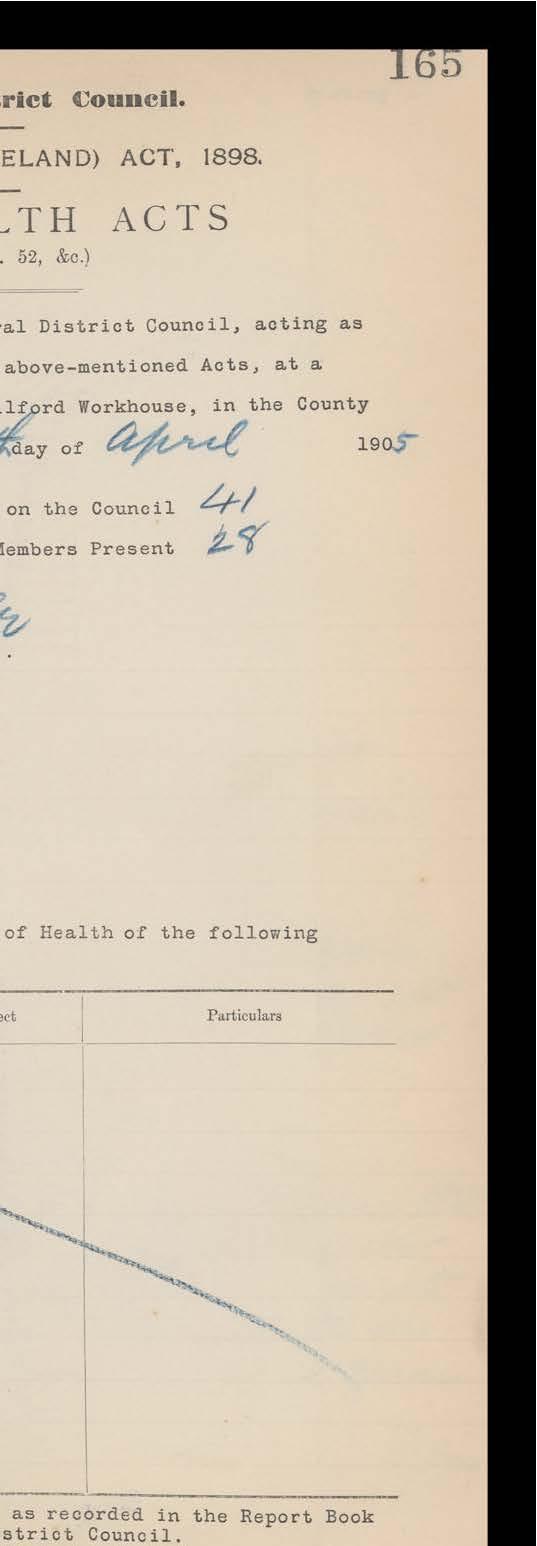 165
rict Council.
ELAND) ACT, 1898.
LTH ACTS
. 52, &c.)
al District Council, acting as
above-mentioned Acts, at a
lford Workhouse, in the County
th day of April 1905
on the Council 41
Members Present 28
.
of Health of the following
ect Particulars
as recorded in the Report Book
strict Council.